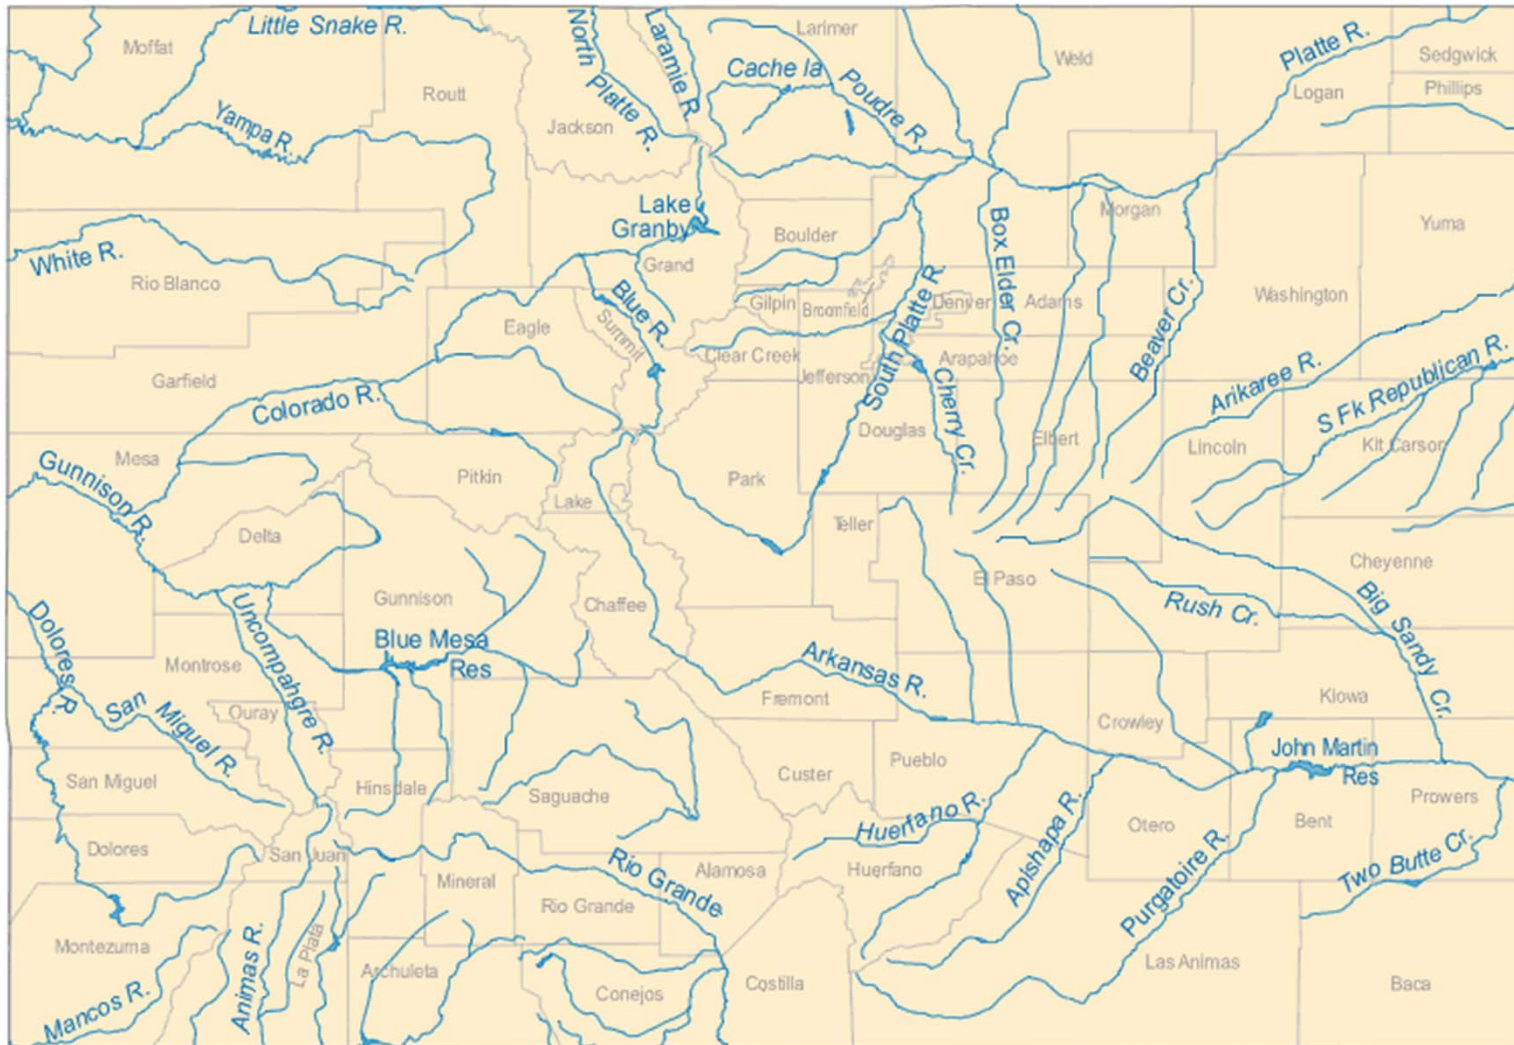 Little Snake R.
North Platte R.
Laramie R.
Larimer
Moffat
Routt
Jackson
Cache la Poudre R.
Weld
Platte R.
Sedgwick
Phillips
Logan
Yampa R.
Lake
Granby
Grand
Boulder
Morgan
Yuma
White R.
Rio Blanco
Box Elder Cr.
Gilpin
Broomfield
Denver
Adams
Beaver Cr.
Washington
Eagle
Summit
Blue R.
Clear Creek
Jefferson
South Platte R.
Arapahoe
Garfield
Colorado R.
Cherry Cr.
Arikaree R.
S Fk Republican R.
Douglas
Elbert
Lincoln
Kit Carson
Mesa
Gunnison R.
Pitkin
Lake
Park
Delta
Teller
El Paso
Cheyenne
Gunnison
Chaffee
Rush Cr.
Big Sandy Cr.
Dolores R.
Uncompahgre R.
Blue Mesa
Res
Montrose
Arkansas R.
Fremont
Kiowa
San Miguel R.
Ouray
Crowley
Pueblo
John Martin
Res
San Miguel
Hinsdale
Saguache
Custer
Prowers
Huerfano R.
Apishapa R.
Otero
Bent
Dolores
San Juan
Mineral
Rio Grande
Alamosa
Huerfano
Purgatoire R.
Two Butte Cr.
Rio Grande
Montezuma
Animas R.
La Plata
Archuleta
Conejos
Costilla
Las Animas
Baca
Mancos R.